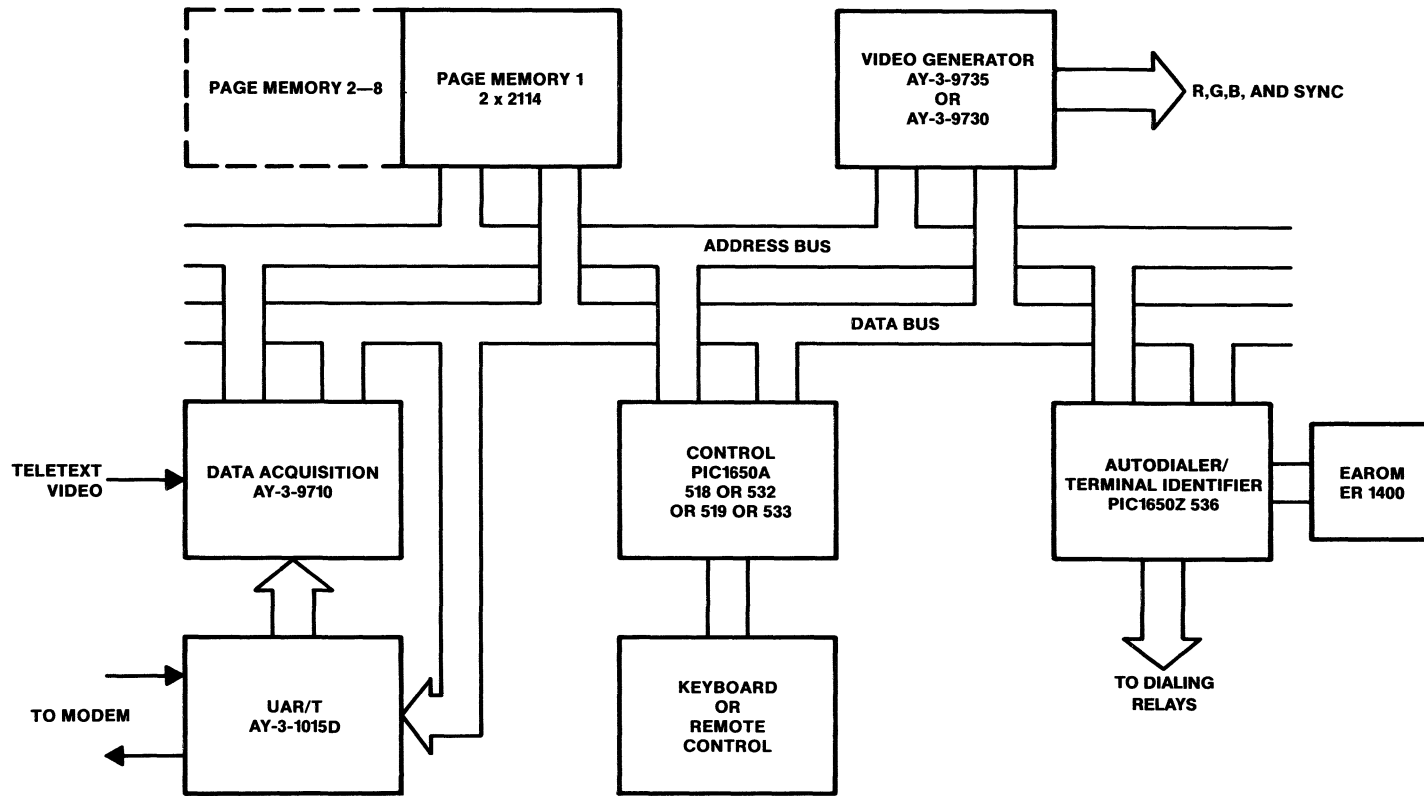 PAGE MEMORY 2—8
PAGE MEMORY 1
2 x 2114
VIDEO GENERATOR
AY-3-9735
OR
AY-3-9730
R,G,B, AND SYNC
ADDRESS BUS
DATA BUS
TELETEXT
VIDEO
DATA ACQUISITION
AY-3-9710
CONTROL
PIC1650A
518 OR 532
OR 519 OR 533
AUTODIALER/
TERMINAL IDENTIFIER
PIC1650Z 536
EAROM
ER 1400
TO MODEM
UAR/T
AY-3-1015D
KEYBOARD
OR
REMOTE
CONTROL
TO DIALING
RELAYS